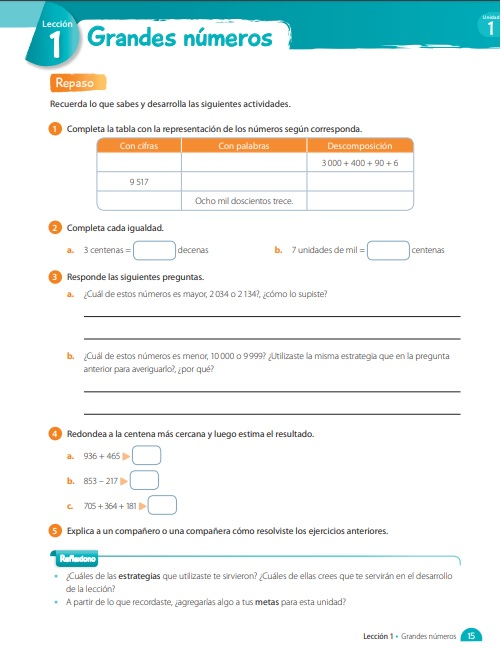 Lección
1
Grandes números
Unidad
1
Repaso
Recuerda lo que sabes y desarrolla las siguientes actividades.
1 Completa la tabla con la representación de los números según corresponda.
Con cifras Con palabras Descomposición
3 000 + 400 + 90 + 6
9 517
Ocho mil doscientos trece.
2 Completa cada igualdad.
a. 3 centenas = decenas b. 7 unidades de mil = centenas
3 Responde las siguientes preguntas.
a. ¿Cuál de estos números es mayor, 2 034 o 2 134?, ¿cómo lo supiste?
b. ¿Cuál de estos números es menor, 10 000 o 9 999? ¿Utilizaste la misma estrategia que en la pregunta
anterior para averiguarlo?, ¿por qué?
4 Redondea a la centena más cercana y luego estima el resultado.
a. 936 + 465
b. 853 – 217
c. 705 + 364 + 181
5 Explica a un compañero o una compañera cómo resolviste los ejercicios anteriores.
Reflexiono
• ¿Cuáles de las estrategias que utilizaste te sirvieron? ¿Cuáles de ellas crees que te servirán en el desarrollo
de la lección?
• A partir de lo que recordaste, ¿agregarías algo a tus metas para esta unidad?
Lección 1 • Grandes números 15